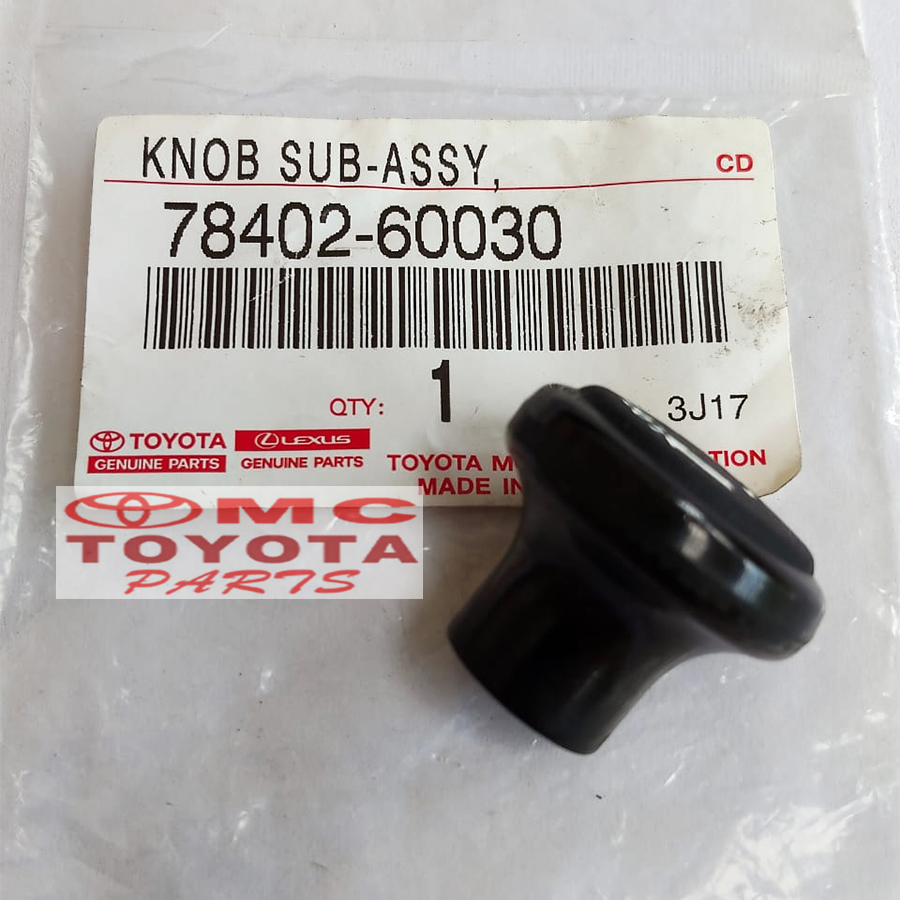 KNOB SUB-ASSY,
CD
78402-60030
QTY: 1
3J17
TOYOTA
GENUINE PARTS
LEXUS
GENUINE PARTS
TOYOTA M
TION
MADE IN
MC
TOYOTA
PARTS